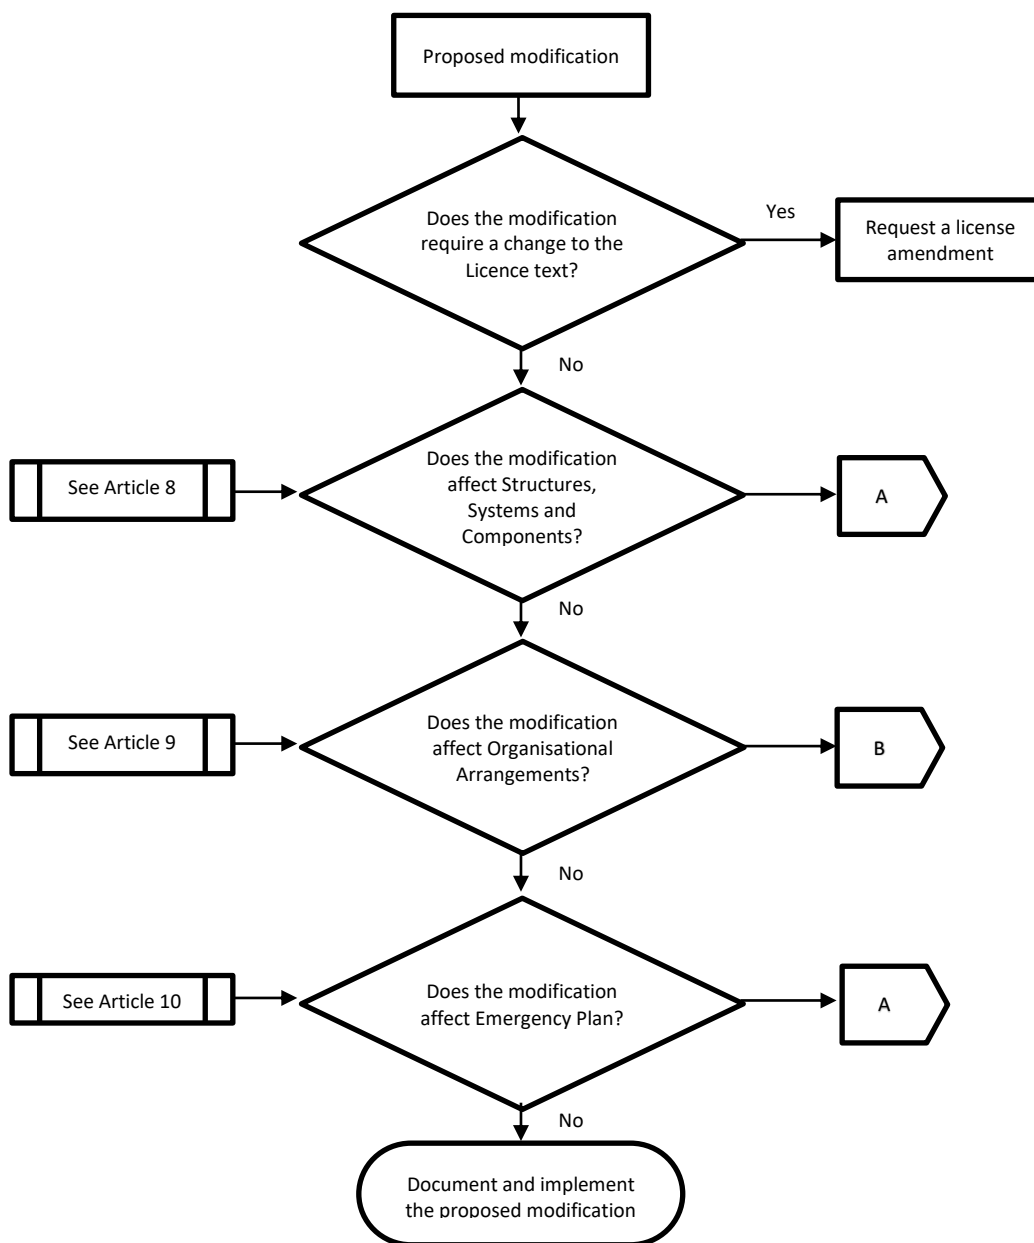 Proposed modification
Does the modification
require a change to the
Licence text?
Yes
Request a license
amendment
No
See Article 8
Does the modification
affect Structures,
Systems and
Components?
A
No
See Article 9
Does the modification
affect Organisational
Arrangements?
B
No
See Article 10
Does the modification
affect Emergency Plan?
A
No
Document and implement
the proposed modification